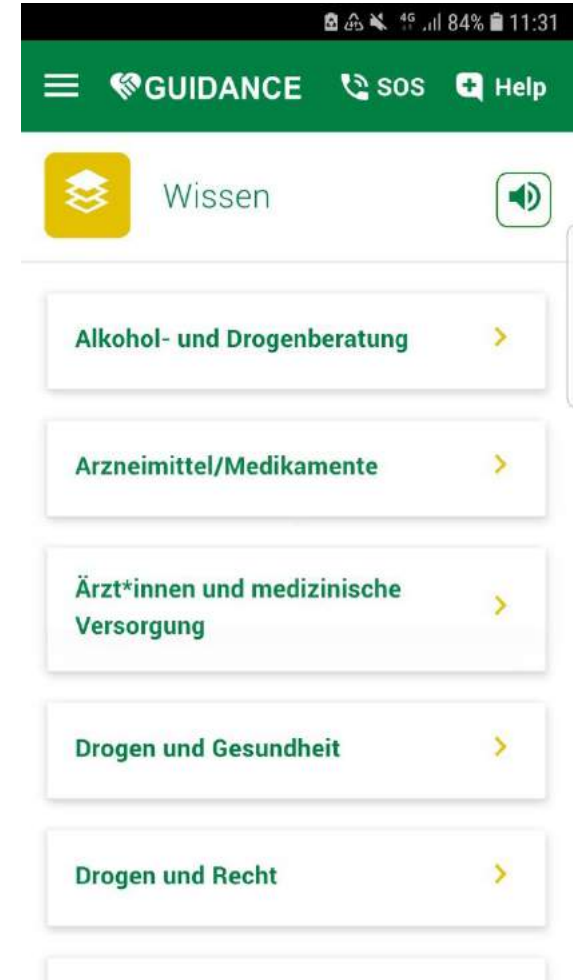 4G 84% 11:31
GUIDANCE SOS Help
Wissen
Alkohol- und Drogenberatung
Arzneimittel/Medikamente
Ärzt*innen und medizinische
Versorgung
Drogen und Gesundheit
Drogen und Recht